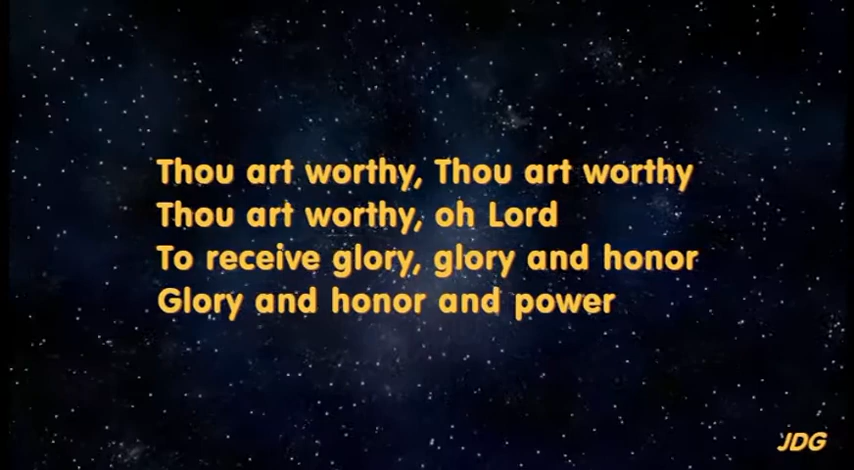 Thou art worthy, Thou art worthy
Thou art worthy, oh Lord
To receive glory, glory and honor
Glory and honor and power
JDG